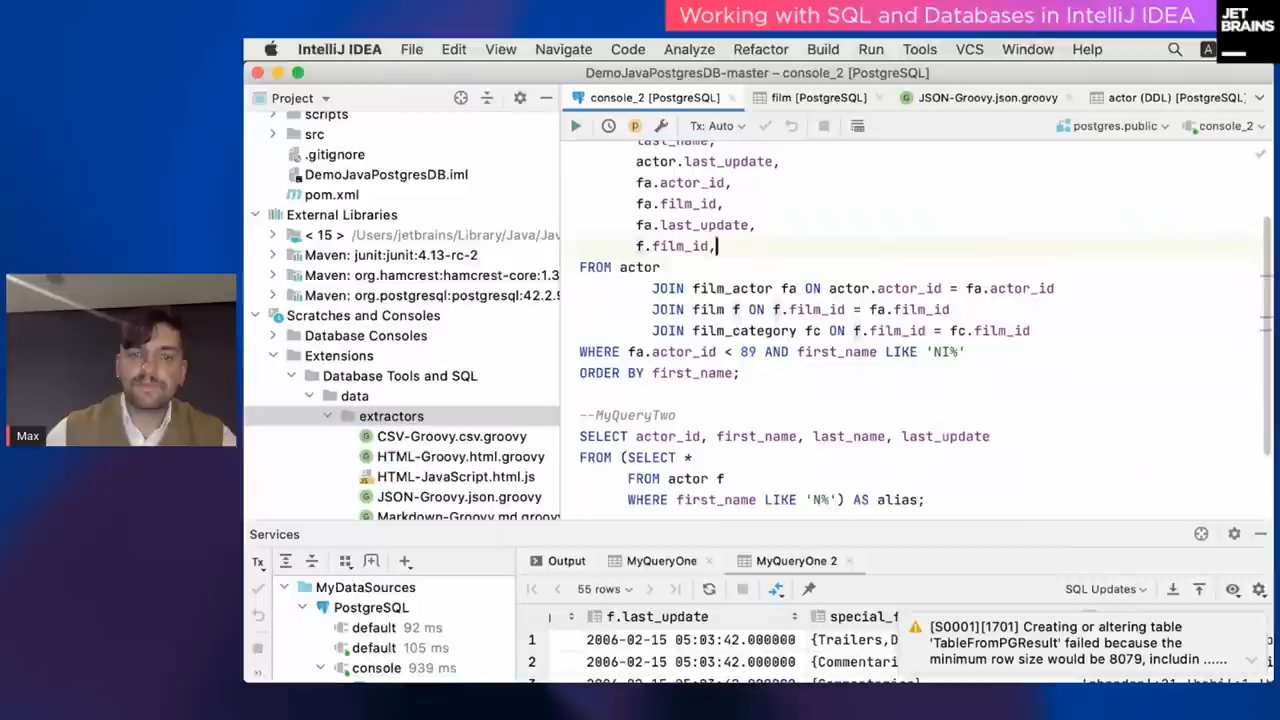 Working with SQL and Databases in IntelliJ IDEA
JET
BRAINS
IntelliJ IDEA File Edit View Navigate Code Analyze Refactor Build Run Tools VCS Window Help A
DemoJavaPostgresDB-master – console_2 [PostgreSQL]
Project
console_2 [PostgreSQL] film [PostgreSQL] JSON-Groovy.json.groovy actor (DDL) [PostgreSQL]
Tx: Auto postgres.public console_2
scripts
src
.gitignore
DemoJavaPostgresDB.iml
pom.xml
External Libraries
< 15 > /Users/jetbrains/Library/Java/Jav
Maven: junit:junit:4.13-rc-2
Maven: org.hamcrest:hamcrest-core:1.3
Maven: org.postgresql:postgresql:42.2.9
Scratches and Consoles
Database Consoles
Extensions
Database Tools and SQL
data
extractors
CSV-Groovy.csv.groovy
HTML-Groovy.html.groovy
HTML-JavaScript.html.js
JSON-Groovy.json.groovy
Markdown-Groovy.md.groovy
last_name,
actor.last_update,
fa.actor_id,
fa.film_id,
fa.last_update,
f.film_id,
FROM actor
JOIN film_actor fa ON actor.actor_id = fa.actor_id
JOIN film f ON f.film_id = fa.film_id
JOIN film_category fc ON f.film_id = fc.film_id
WHERE fa.actor_id < 89 AND first_name LIKE 'NI%'
ORDER BY first_name;
--MyQueryTwo
SELECT actor_id, first_name, last_name, last_update
FROM (SELECT *
FROM actor f
WHERE first_name LIKE 'N%') AS alias;
Max
Services
Tx
MyDataSources
PostgreSQL
default 92 ms
default 105 ms
console 939 ms
Output MyQueryOne MyQueryOne 2
55 rows SQL Updates
f.last_update special_f
1 2006-02-15 05:03:42.000000 {Trailers,D
2 2006-02-15 05:03:42.000000 {Commentari
[S0001][1701] Creating or altering table
'TableFromPGResult' failed because the
minimum row size would be 8079, includin ......